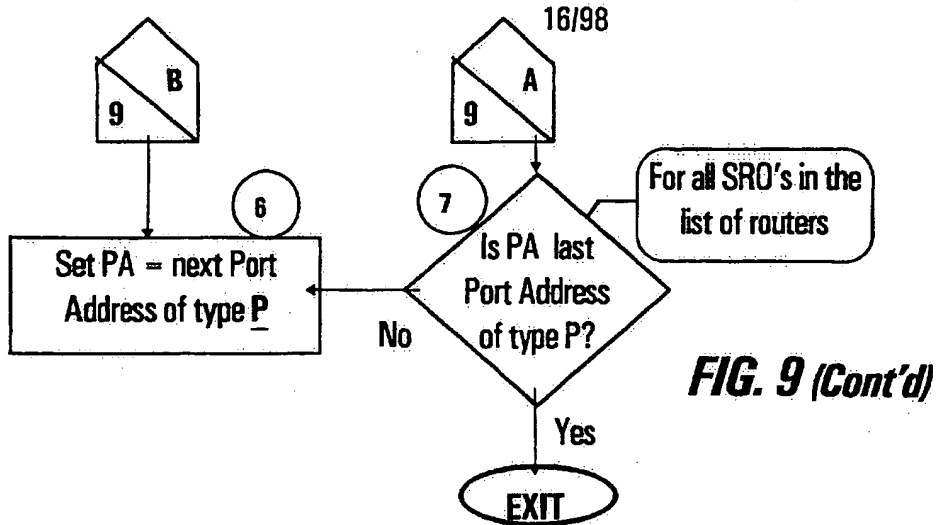 16/98
B
9
A
9
For all SRO's in the
list of routers
6
7
Set PA = next Port
Address of type P
Is PA last
Port Address
of type P?
No
FIG. 9 (Cont'd)
Yes
EXIT